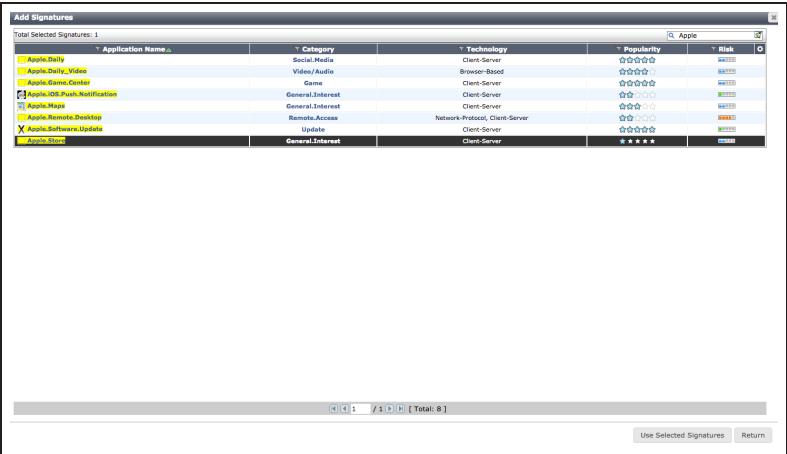 Add Signatures
Total Selected Signatures: 1 Apple
Application Name Category Technology Popularity Risk
Apple.Daily Social.Media Client-Server
Apple.Daily_Video Video/Audio Browser-Based
Apple.Game.Center Game Client-Server
Apple.iOS.Push.Notification General.Interest Client-Server
Apple.Maps General.Interest Client-Server
Apple.Remote.Desktop Remote.Access Network-Protocol, Client-Server
Apple.Software.Update Update Client-Server
Apple.Store General.Interest Client-Server
1 / 1 [ Total: 8 ]
Use Selected Signatures Return